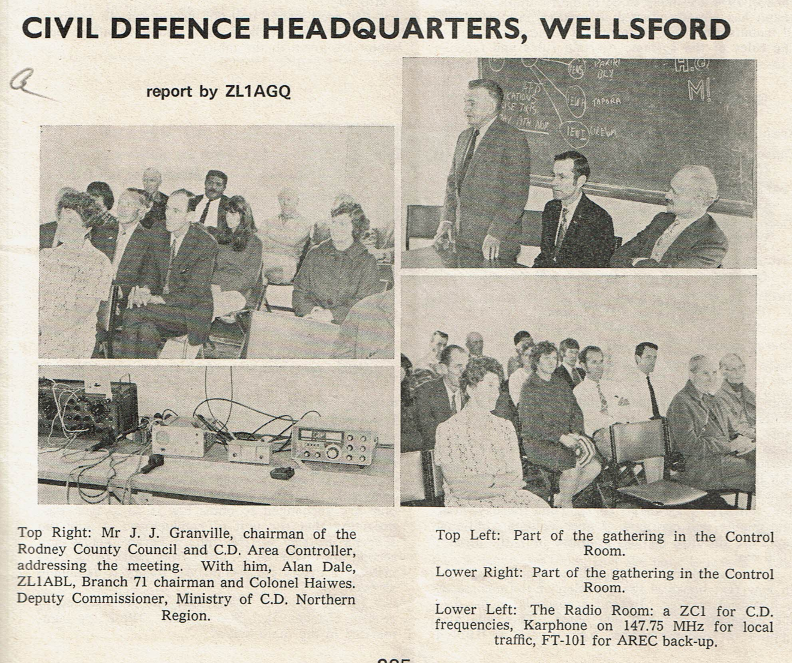 CIVIL DEFENCE HEADQUARTERS, WELLSFORD
a
report by ZL1AGQ
H.Q
M!
TAPORA
Top Right: Mr J. J. Granville, chairman of the
Rodney County Council and C.D. Area Controller,
addressing the meeting. With him, Alan Dale,
ZL1ABL, Branch 71 chairman and Colonel Haiwes.
Deputy Commissioner, Ministry of C.D. Northern
Region.
Top Left: Part of the gathering in the Control
Room.
Lower Right: Part of the gathering in the Control
Room.
Lower Left: The Radio Room: a ZC1 for C.D.
frequencies, Karphone on 147.75 MHz for local
traffic, FT-101 for AREC back-up.